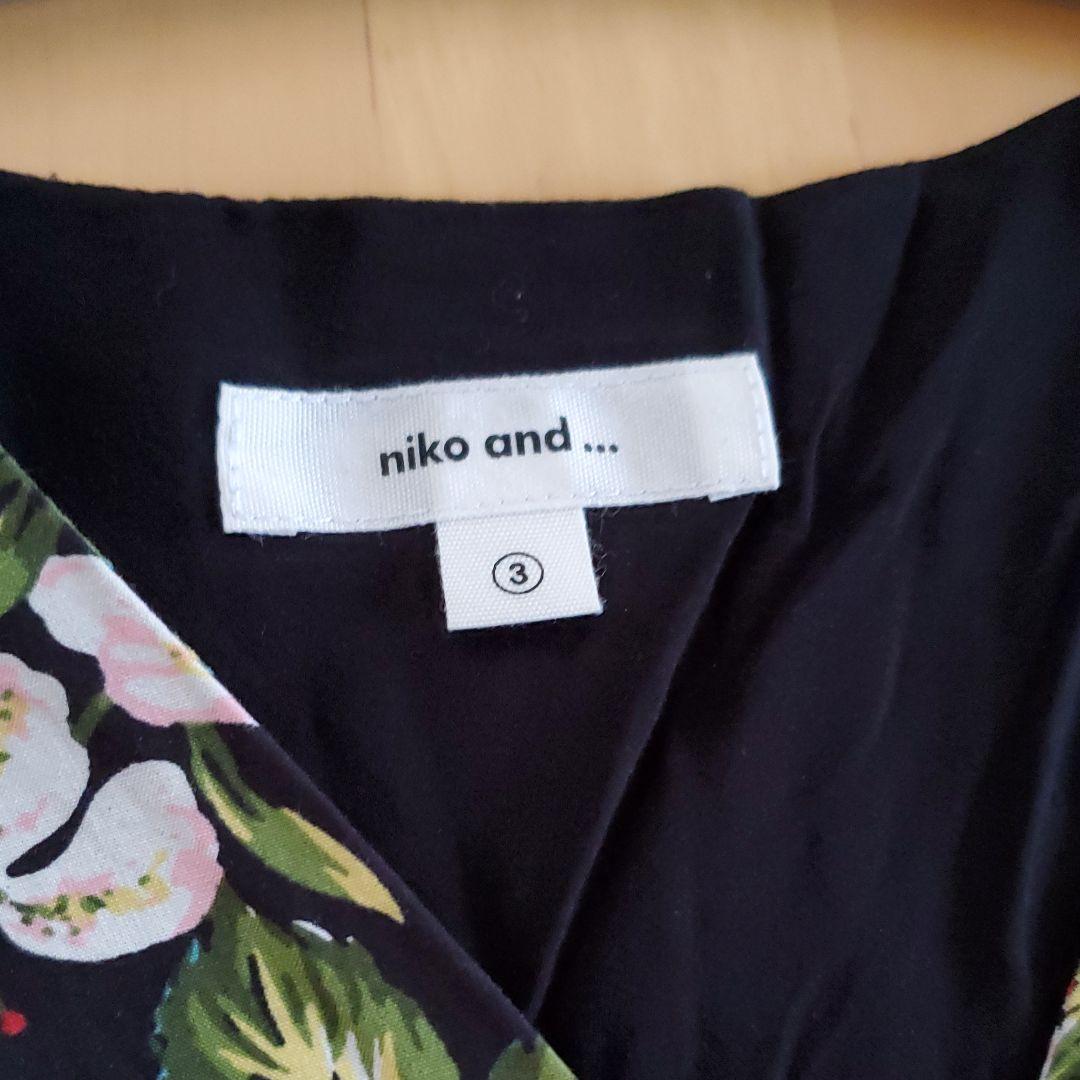 niko and ...
③